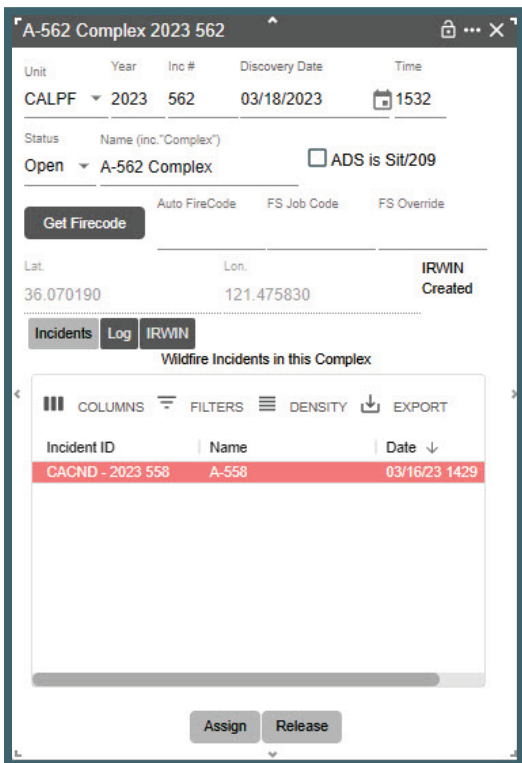 A-562 Complex 2023 562
Unit Year Inc # Discovery Date Time
CALPF 2023 562 03/18/2023 1532
Status Name (inc."Complex")
Open A-562 Complex ADS is Sit/209
Auto FireCode FS Job Code FS Override
Get Firecode
Lat. Lon. IRWIN
36.070190 121.475830 Created
Incidents Log IRWIN
Wildfire Incidents in this Complex
COLUMNS FILTERS DENSITY EXPORT
Incident ID Name Date
CACND - 2023 558 A-558 03/16/23 1429
Assign Release